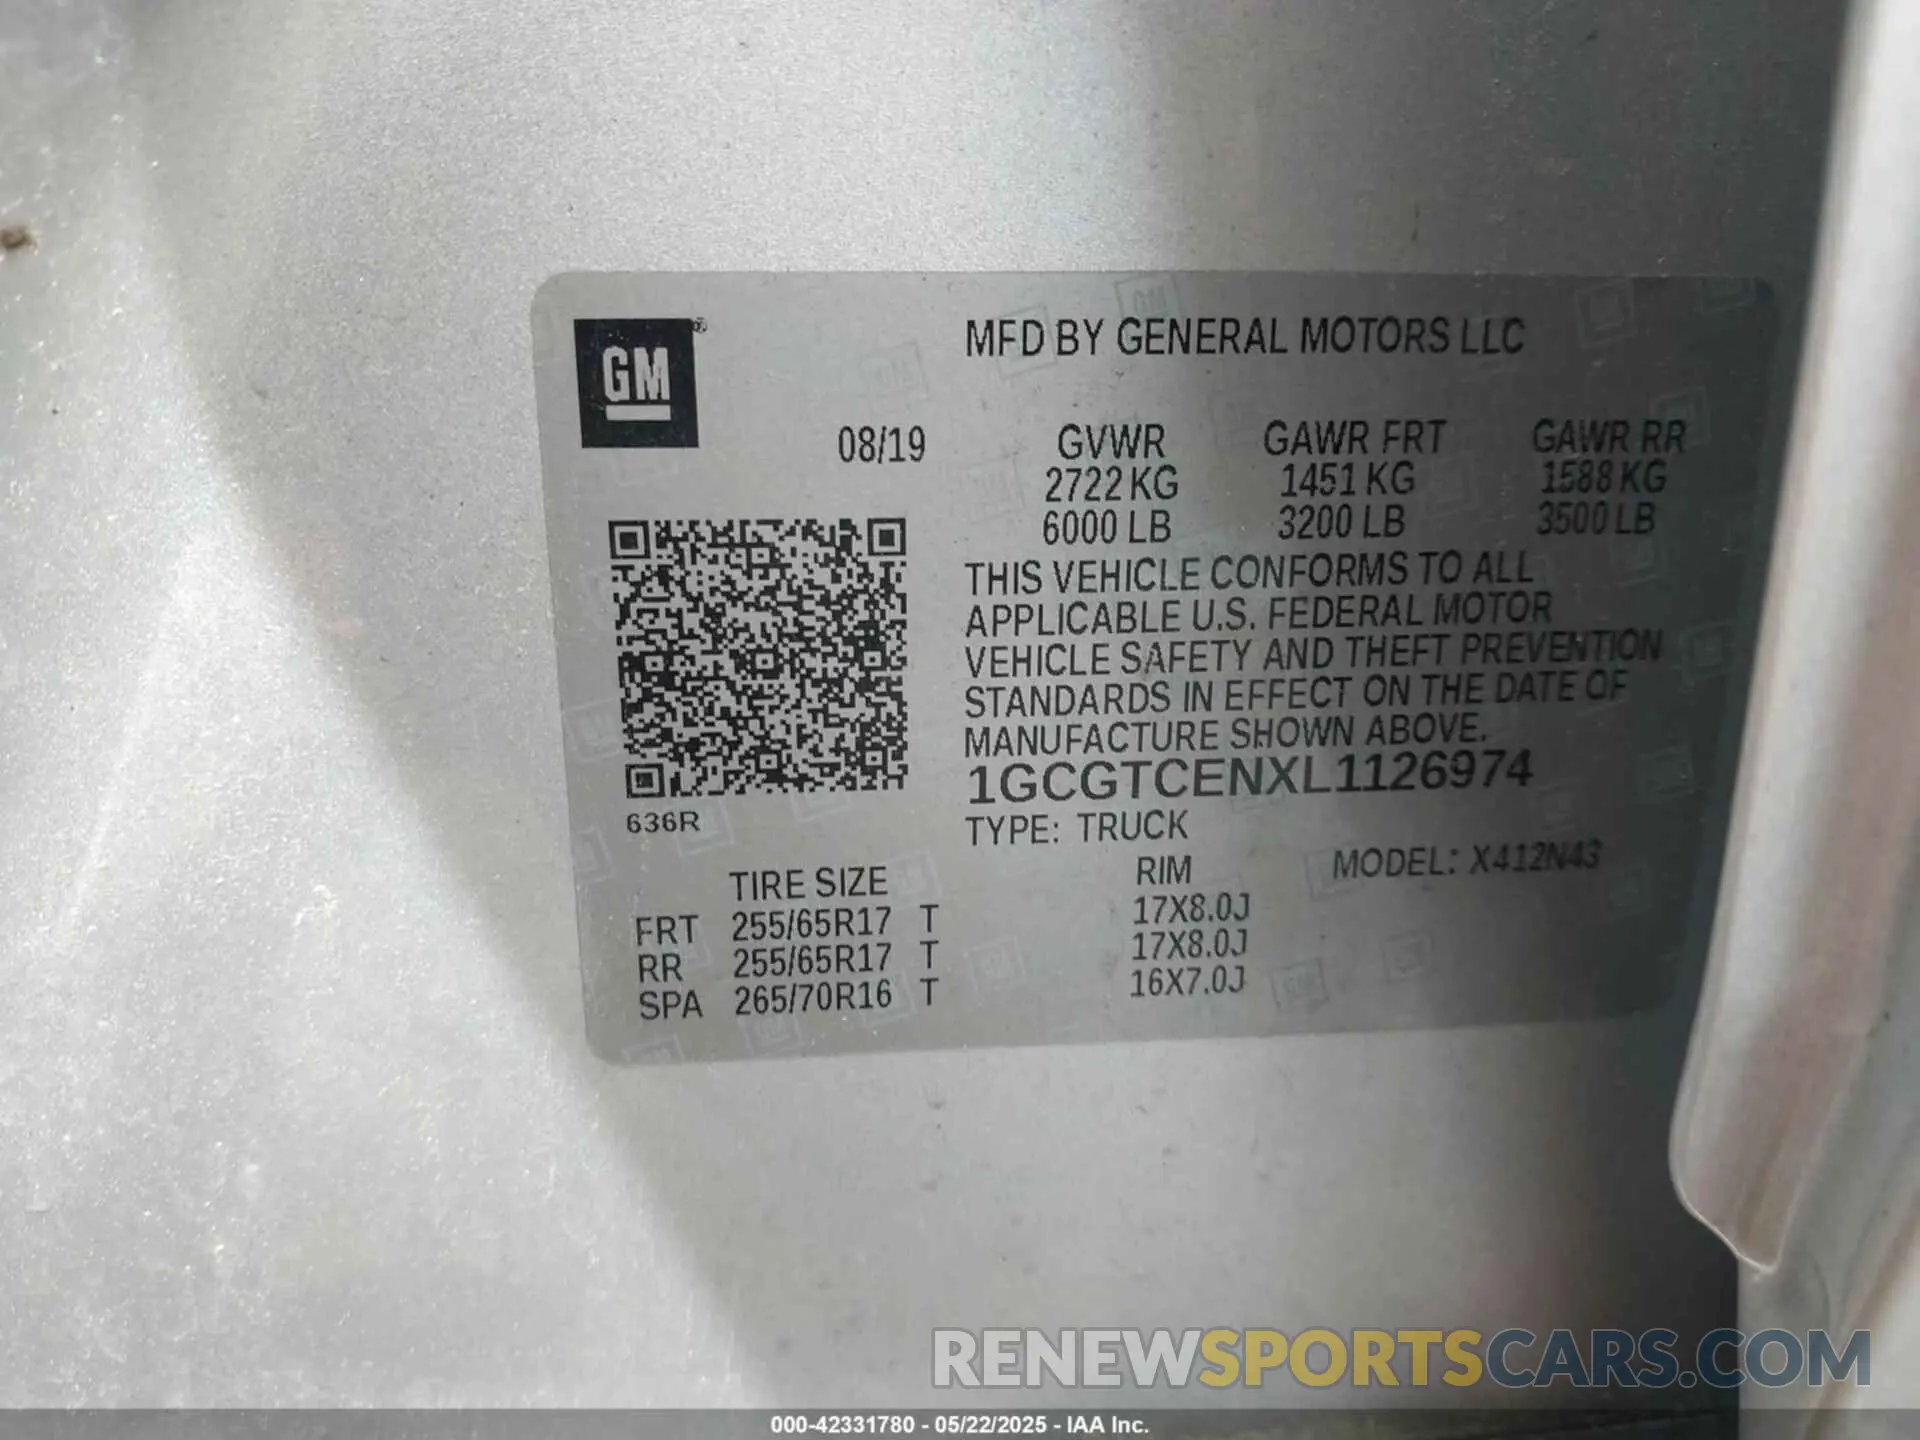 GM®
MFD BY GENERAL MOTORS LLC
08/19 GVWR GAWR FRT GAWR RR
2722 KG 1451 KG 1588 KG
6000 LB 3200 LB 3500 LB
THIS VEHICLE CONFORMS TO ALL
APPLICABLE U.S. FEDERAL MOTOR
VEHICLE SAFETY AND THEFT PREVENTION
STANDARDS IN EFFECT ON THE DATE OF
MANUFACTURE SHOWN ABOVE.
1GCGTCENXL1126974
636R
TYPE: TRUCK
MODEL: X412N43
TIRE SIZE RIM
FRT 255/65R17 T 17X8.0J
RR 255/65R17 T 17X8.0J
SPA 265/70R16 T 16X7.0J
RENEWSPORTSCARS.COM
000-42331780 - 05/22/2025 - IAA Inc.